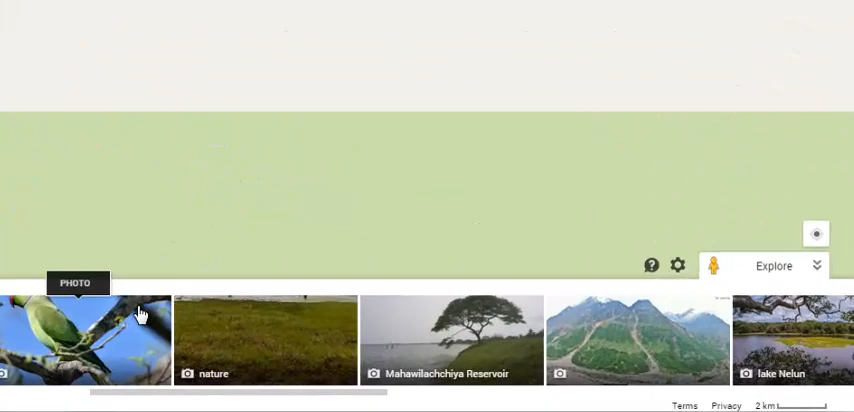 Explore
PHOTO
nature
Mahawilachchiya Reservoir
lake Nelun
Terms Privacy 2 km